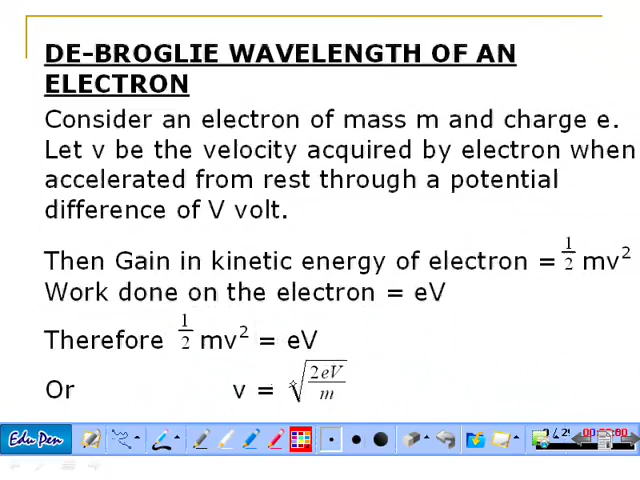 DE-BROGLIE WAVELENGTH OF AN
ELECTRON
Consider an electron of mass m and charge e.
Let v be the velocity acquired by electron when
accelerated from rest through a potential
difference of V volt.
Then Gain in kinetic energy of electron = 1/2 mv²
Work done on the electron = eV
Therefore 1/2 mv² = eV
Or v = √(2eV/m)
Edu Pen